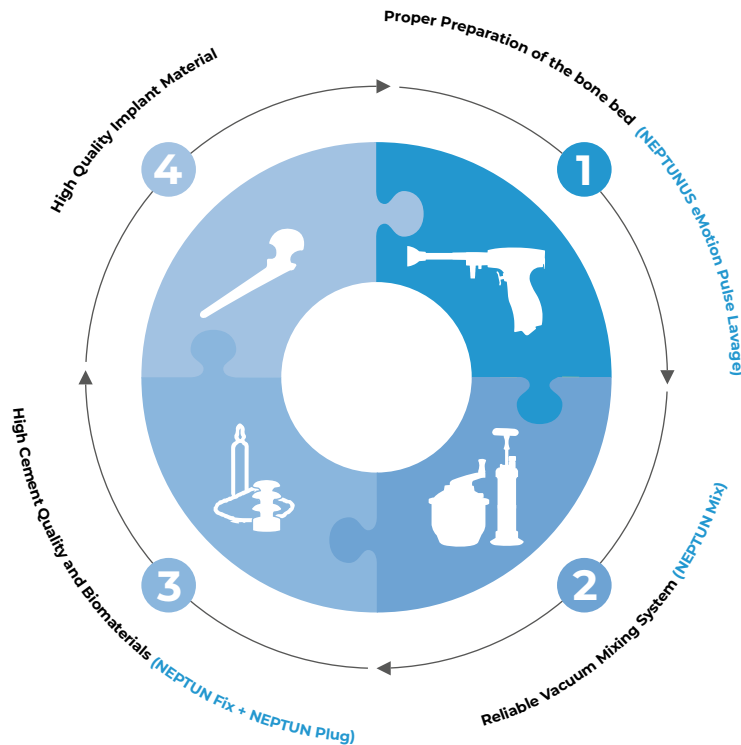 Proper Preparation of the bone bed (NEPTUNUS eMotion Pulse Lavage)
1
Reliable Vacuum Mixing System (NEPTUN Mix)
2
High Cement Quality and Biomaterials (NEPTUN Fix + NEPTUN Plug)
3
High Quality Implant Material
4